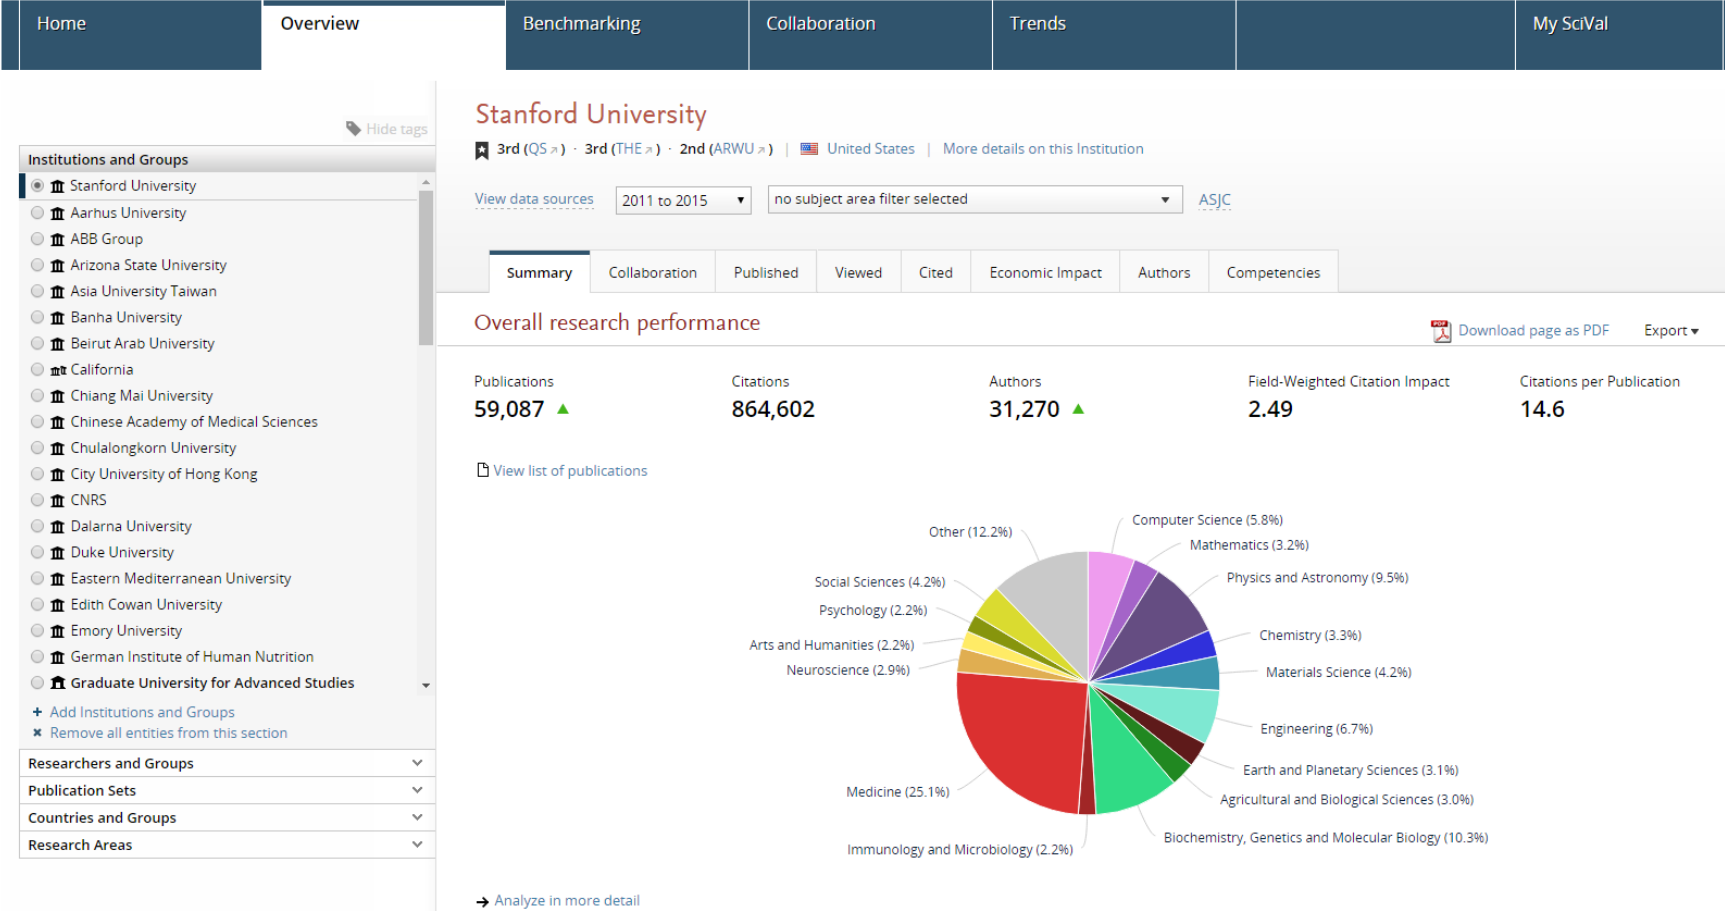 Home
Overview
Benchmarking
Collaboration
Trends
My SciVal
Hide tags
Institutions and Groups
Stanford University
Aarhus University
ABB Group
Arizona State University
Asia University Taiwan
Banha University
Beirut Arab University
California
Chiang Mai University
Chinese Academy of Medical Sciences
Chulalongkorn University
City University of Hong Kong
CNRS
Dalarna University
Duke University
Eastern Mediterranean University
Edith Cowan University
Emory University
German Institute of Human Nutrition
Graduate University for Advanced Studies
+ Add Institutions and Groups
× Remove all entities from this section
Researchers and Groups
Publication Sets
Countries and Groups
Research Areas
Stanford University
3rd (QS↗) · 3rd (THE↗) · 2nd (ARWU↗) | United States | More details on this Institution
View data sources
2011 to 2015
no subject area filter selected
ASJC
Summary
Collaboration
Published
Viewed
Cited
Economic Impact
Authors
Competencies
Overall research performance
PDF
Download page as PDF
Export
Publications
59,087
Citations
864,602
Authors
31,270
Field-Weighted Citation Impact
2.49
Citations per Publication
14.6
View list of publications
Computer Science (5.8%)
Mathematics (3.2%)
Physics and Astronomy (9.5%)
Chemistry (3.3%)
Materials Science (4.2%)
Engineering (6.7%)
Earth and Planetary Sciences (3.1%)
Agricultural and Biological Sciences (3.0%)
Biochemistry, Genetics and Molecular Biology (10.3%)
Immunology and Microbiology (2.2%)
Medicine (25.1%)
Neuroscience (2.9%)
Arts and Humanities (2.2%)
Psychology (2.2%)
Social Sciences (4.2%)
Other (12.2%)
→ Analyze in more detail